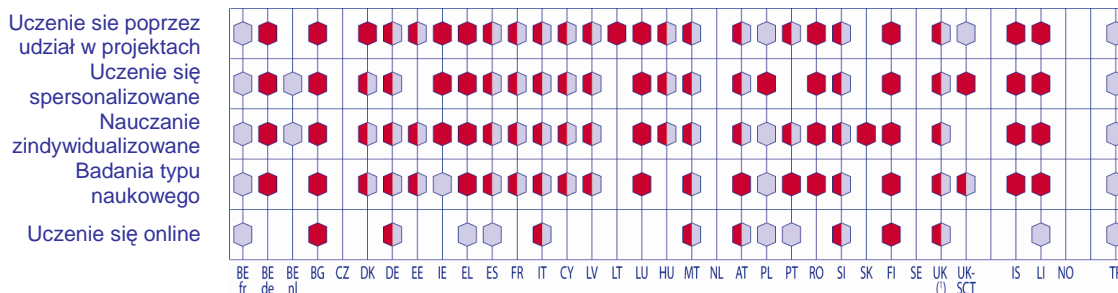 Uczenie sie poprzez
udział w projektach
Uczenie się
spersonalizowane
Nauczanie
zindywidualizowane
Badania typu
naukowego
Uczenie się online
BE BE BE BG CZ DK DE EE IE EL ES FR IT CY LV LT LU HU MT NL AT PL PT RO SI SK FI SE UK UK- IS LI NO
fr de nl (¹) SCT